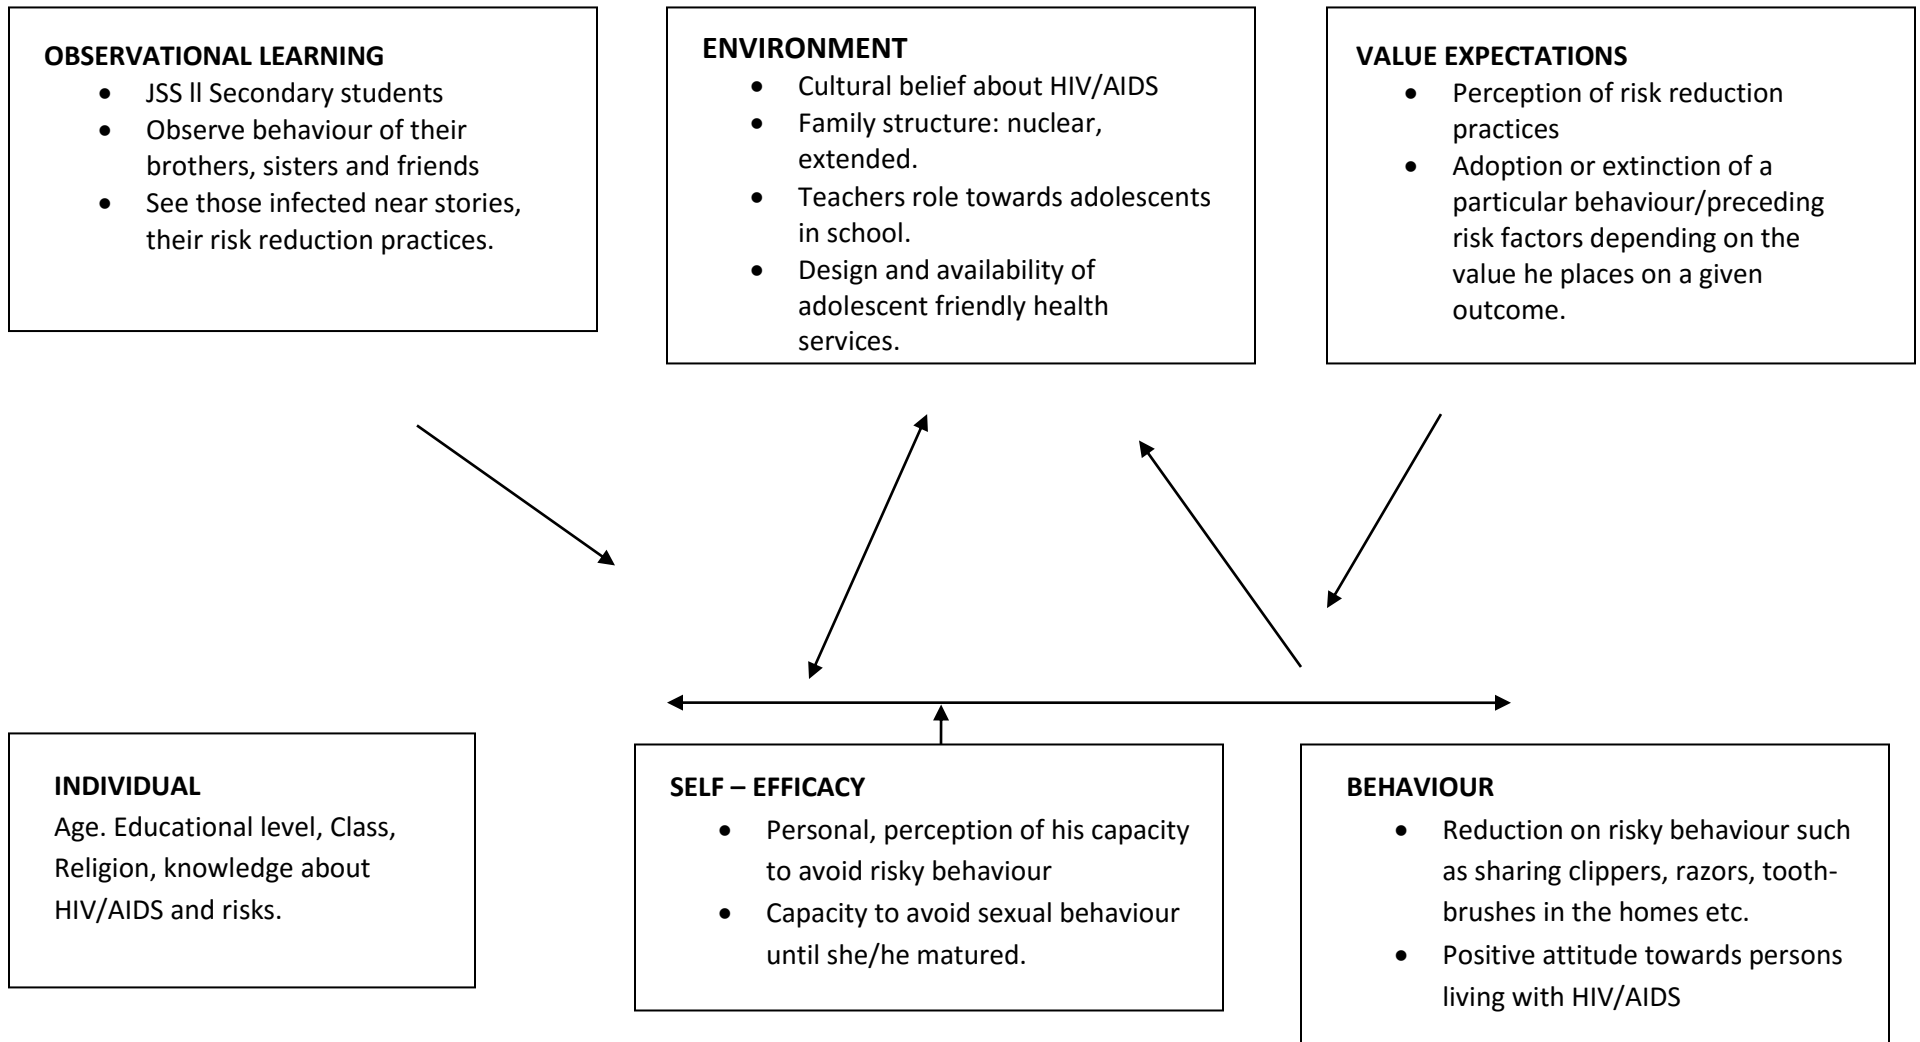 OBSERVATIONAL LEARNING
• JSS ll Secondary students
• Observe behaviour of their
brothers, sisters and friends
• See those infected near stories,
their risk reduction practices.
ENVIRONMENT
• Cultural belief about HIV/AIDS
• Family structure: nuclear,
extended.
• Teachers role towards adolescents
in school.
• Design and availability of
adolescent friendly health
services.
VALUE EXPECTATIONS
• Perception of risk reduction
practices
• Adoption or extinction of a
particular behaviour/preceding
risk factors depending on the
value he places on a given
outcome.
INDIVIDUAL
Age. Educational level, Class,
Religion, knowledge about
HIV/AIDS and risks.
SELF – EFFICACY
• Personal, perception of his capacity
to avoid risky behaviour
• Capacity to avoid sexual behaviour
until she/he matured.
BEHAVIOUR
• Reduction on risky behaviour such
as sharing clippers, razors, tooth-
brushes in the homes etc.
• Positive attitude towards persons
living with HIV/AIDS